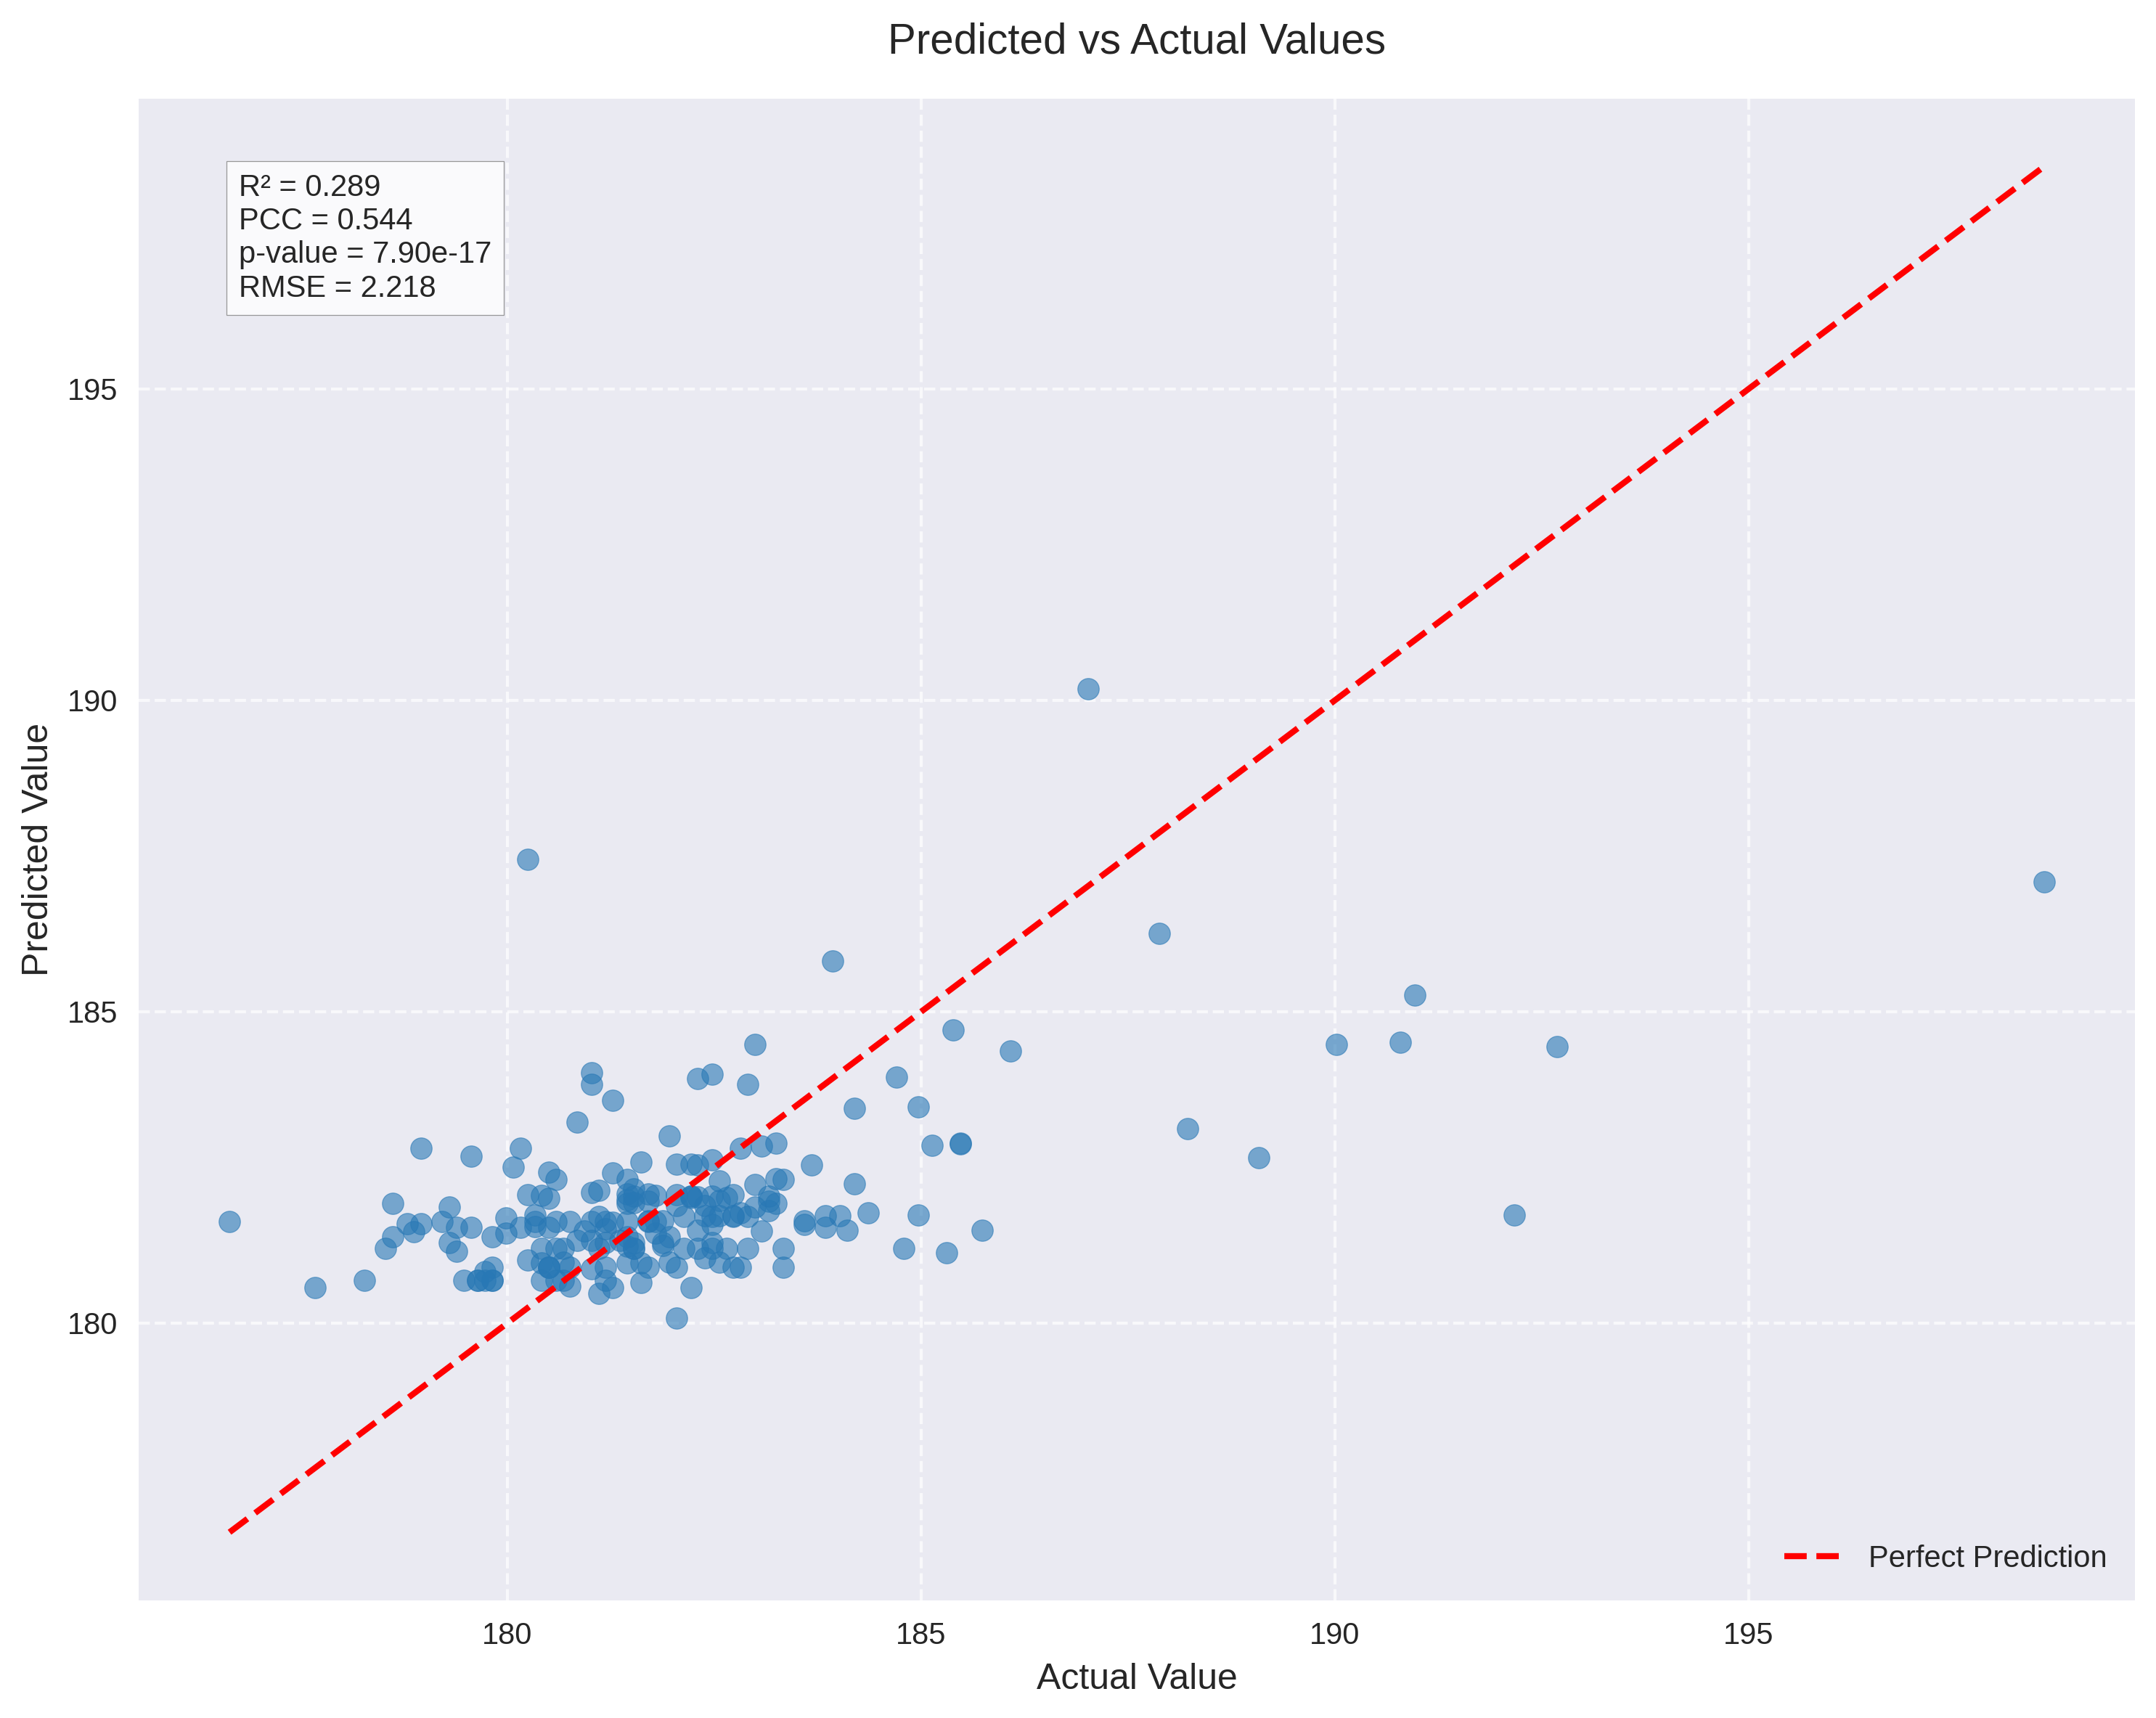 Predicted vs Actual Values
R² = 0.289
PCC = 0.544
p-value = 7.90e-17
RMSE = 2.218
195
190
185
180
Predicted Value
Perfect Prediction
180
185
190
195
Actual Value